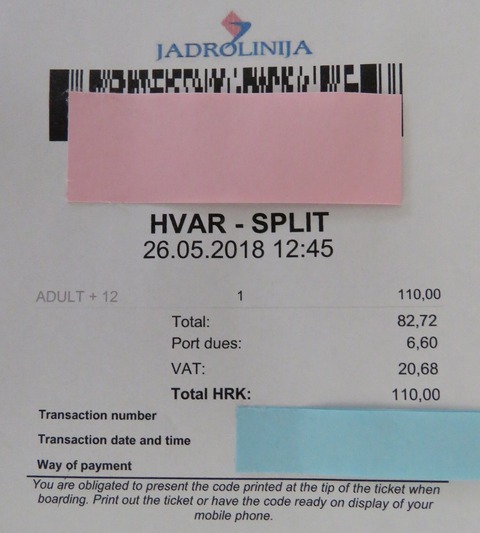 JADROLINIJA
HVAR - SPLIT
26.05.2018 12:45
ADULT + 12 1 110,00
Total: 82,72
Port dues: 6,60
VAT: 20,68
Total HRK: 110,00
Transaction number
Transaction date and time
Way of payment
You are obligated to present the code printed at the tip of the ticket when
boarding. Print out the ticket or have the code ready on display of your
mobile phone.